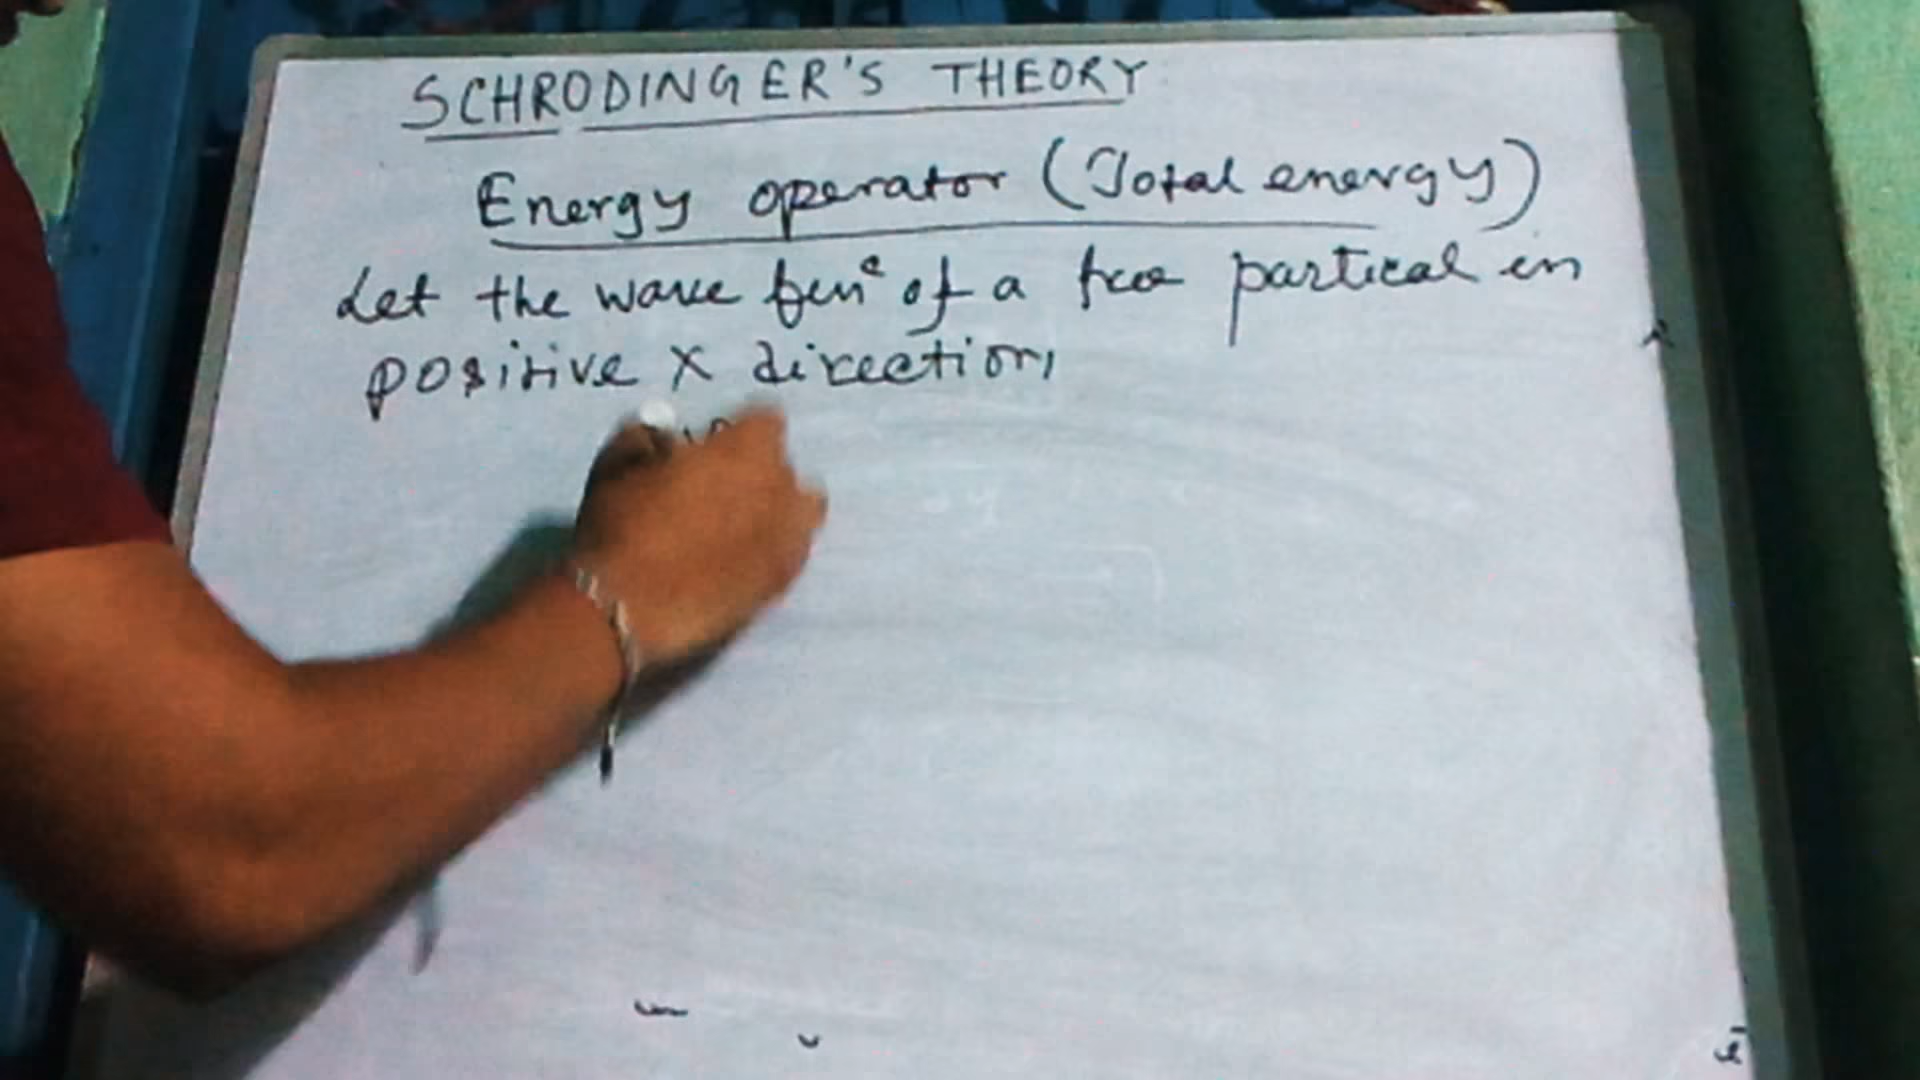 SCHRODINGER'S THEORY
Energy operator (Total energy)
Let the wave fun^c of a free partical in
positive X direction,